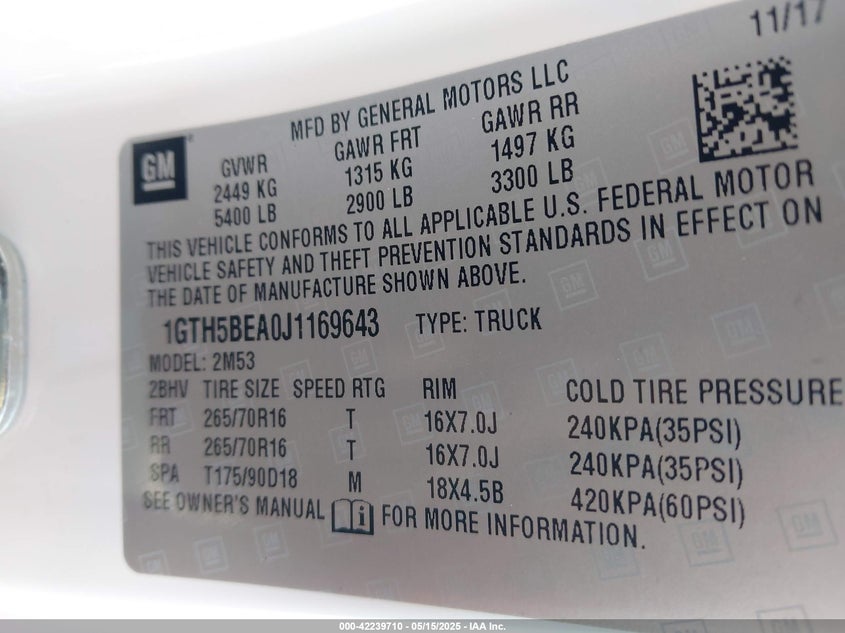 11/17
MFD BY GENERAL MOTORS LLC
GM
GVWR GAWR FRT GAWR RR
2449 KG 1315 KG 1497 KG
5400 LB 2900 LB 3300 LB
THIS VEHICLE CONFORMS TO ALL APPLICABLE U.S. FEDERAL MOTOR
VEHICLE SAFETY AND THEFT PREVENTION STANDARDS IN EFFECT ON
THE DATE OF MANUFACTURE SHOWN ABOVE.
1GTH5BEA0J1169643 TYPE: TRUCK
MODEL: 2M53
2BHV TIRE SIZE SPEED RTG RIM COLD TIRE PRESSURE
FRT 265/70R16 T 16X7.0J 240KPA(35PSI)
RR 265/70R16 T 16X7.0J 240KPA(35PSI)
SPA T175/90D18 M 18X4.5B 420KPA(60PSI)
SEE OWNER'S MANUAL i FOR MORE INFORMATION.
000-42239710 - 05/15/2025 - IAA Inc.